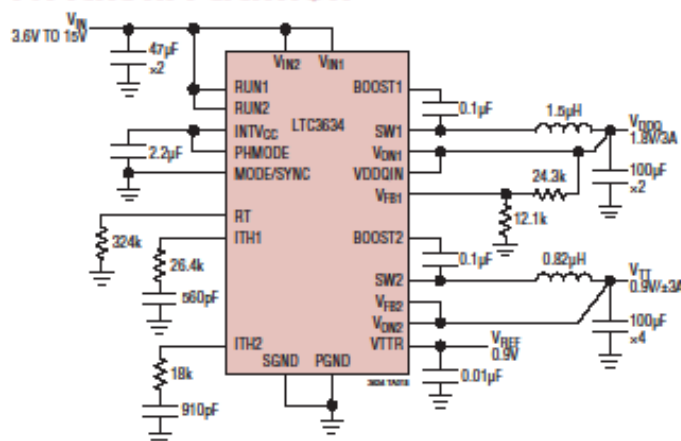 VIN
3.6V TO 15V
47µF
×2
VIN2 VIN1
RUN1
RUN2
LTC3634
INTVCC
PHMODE
MODE/SYNC
2.2µF
RT
324k
ITH1
26.4k
560pF
ITH2
18k
910pF
SGND PGND
BOOST1
0.1µF
SW1
1.5µH
VDDQ
1.8V/3A
VON1
VDDQIN
100µF
×2
VFB1
24.3k
12.1k
BOOST2
0.1µF
SW2
0.82µH
VTT
0.9V/±3A
VFB2
VON2
100µF
×4
VTTR
VREF
0.9V
0.01µF
3634 TA01a